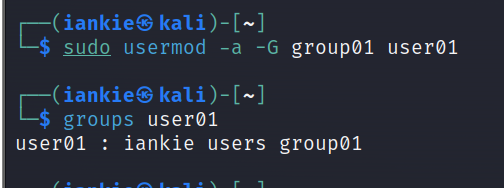 ┌──(iankie㉿kali)-[~]
└─$ sudo usermod -a -G group01 user01
┌──(iankie㉿kali)-[~]
└─$ groups user01
user01 : iankie users group01